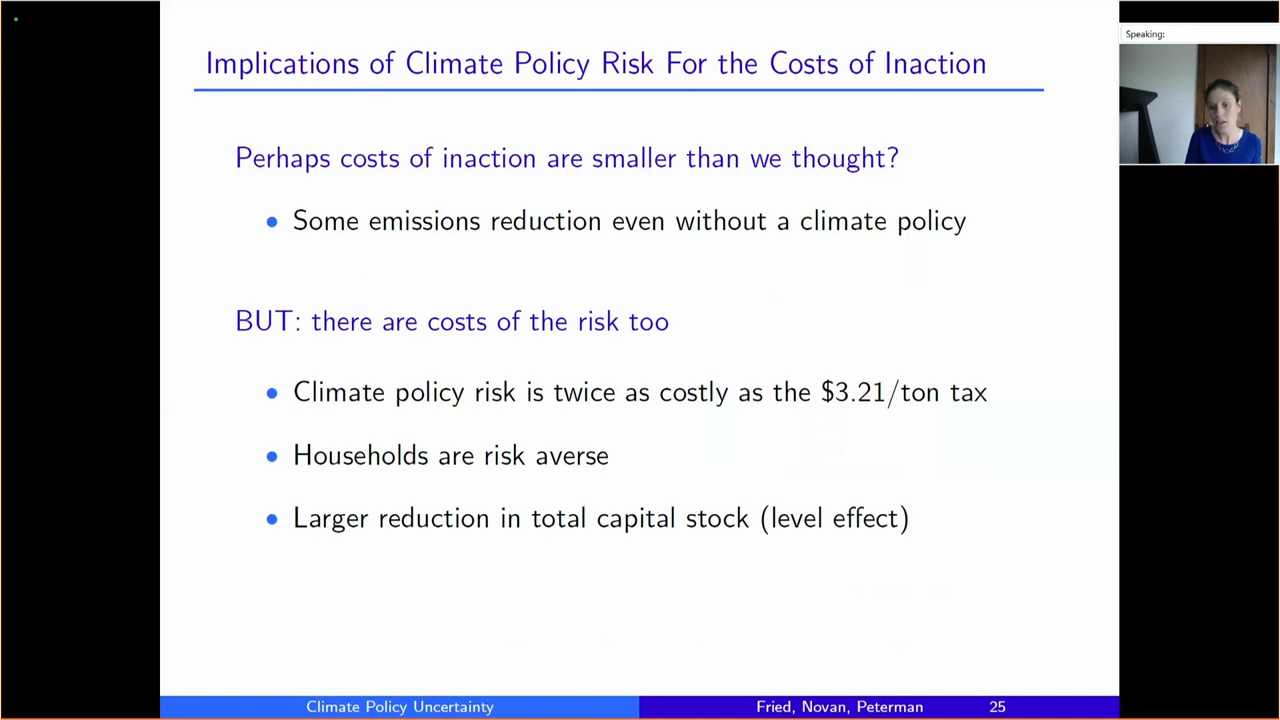 Implications of Climate Policy Risk For the Costs of Inaction
Speaking:
Perhaps costs of inaction are smaller than we thought?
• Some emissions reduction even without a climate policy
BUT: there are costs of the risk too
• Climate policy risk is twice as costly as the $3.21/ton tax
• Households are risk averse
• Larger reduction in total capital stock (level effect)
Climate Policy Uncertainty
Fried, Novan, Peterman
25